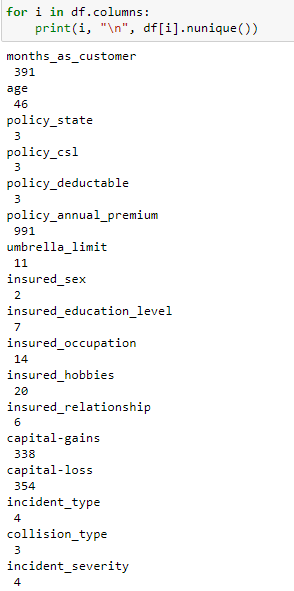 for i in df.columns:
    print(i, "\n", df[i].nunique())
months_as_customer
 391
age
 46
policy_state
 3
policy_csl
 3
policy_deductable
 3
policy_annual_premium
 991
umbrella_limit
 11
insured_sex
 2
insured_education_level
 7
insured_occupation
 14
insured_hobbies
 20
insured_relationship
 6
capital-gains
 338
capital-loss
 354
incident_type
 4
collision_type
 3
incident_severity
 4